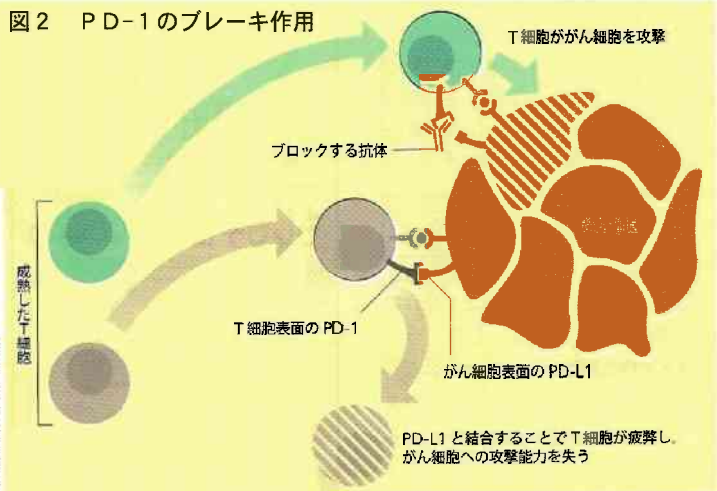 図2　PD-1のブレーキ作用
T細胞ががん細胞を攻撃
ブロックする抗体
成熟したT細胞
T細胞表面のPD-1
がん細胞表面のPD-L1
PD-L1と結合することでT細胞が疲弊し、
がん細胞への攻撃能力を失う